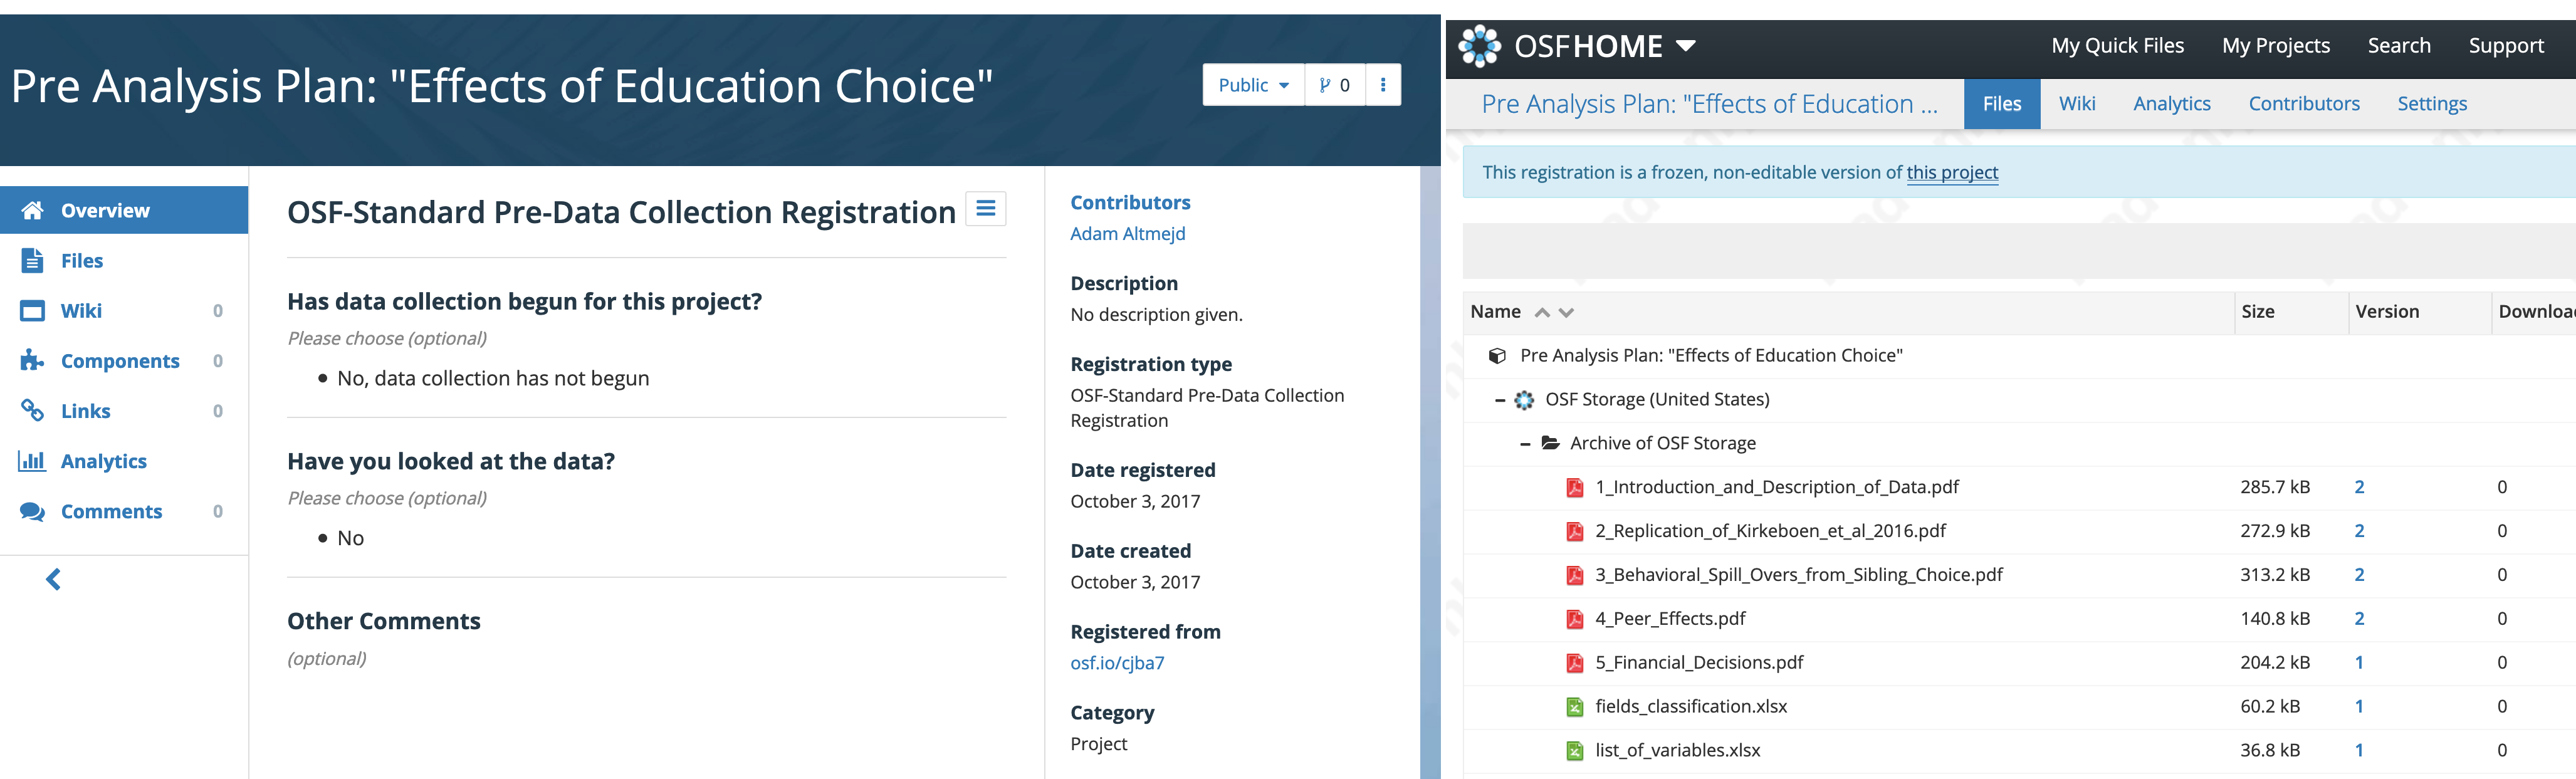 Pre Analysis Plan: "Effects of Education Choice"
Public
0
Overview
Files
Wiki 0
Components 0
Links 0
Analytics
Comments 0
OSF-Standard Pre-Data Collection Registration
Has data collection begun for this project?
Please choose (optional)
• No, data collection has not begun
Have you looked at the data?
Please choose (optional)
• No
Other Comments
(optional)
Contributors
Adam Altmejd
Description
No description given.
Registration type
OSF-Standard Pre-Data Collection
Registration
Date registered
October 3, 2017
Date created
October 3, 2017
Registered from
osf.io/cjba7
Category
Project
OSFHOME
My Quick Files My Projects Search Support
Pre Analysis Plan: "Effects of Education ... Files Wiki Analytics Contributors Settings
This registration is a frozen, non-editable version of this project
Name Size Version Downloa
Pre Analysis Plan: "Effects of Education Choice"
OSF Storage (United States)
Archive of OSF Storage
1_Introduction_and_Description_of_Data.pdf 285.7 kB 2 0
2_Replication_of_Kirkeboen_et_al_2016.pdf 272.9 kB 2 0
3_Behavioral_Spill_Overs_from_Sibling_Choice.pdf 313.2 kB 2 0
4_Peer_Effects.pdf 140.8 kB 2 0
5_Financial_Decisions.pdf 204.2 kB 1 0
fields_classification.xlsx 60.2 kB 1 0
list_of_variables.xlsx 36.8 kB 1 0